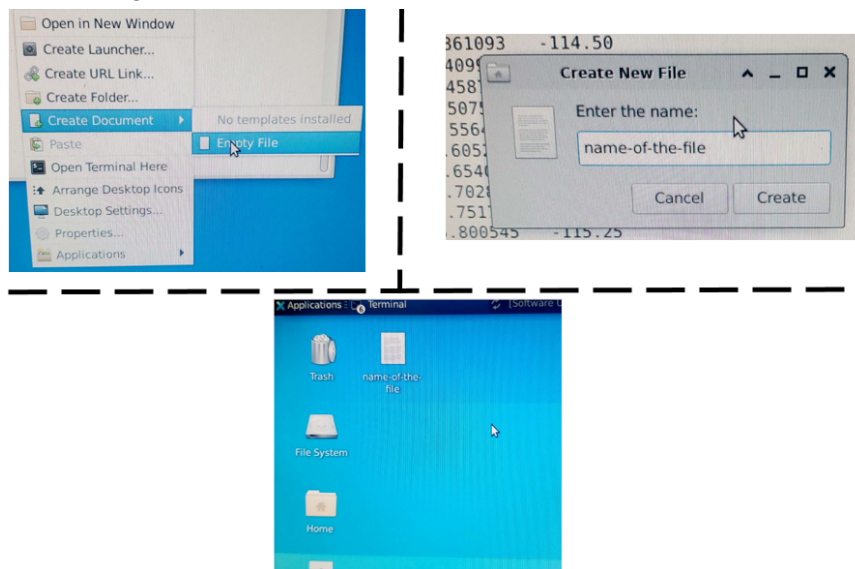 Open in New Window
Create Launcher...
Create URL Link...
Create Folder...
Create Document
No templates installed
Empty File
Paste
Open Terminal Here
Arrange Desktop Icons
Desktop Settings...
Properties...
Applications
361093 -114.50
Create New File
Enter the name:
name-of-the-file
Cancel
Create
.800545 -115.25
Applications
Terminal
[Software
Trash
name-of-the-
file
File System
Home